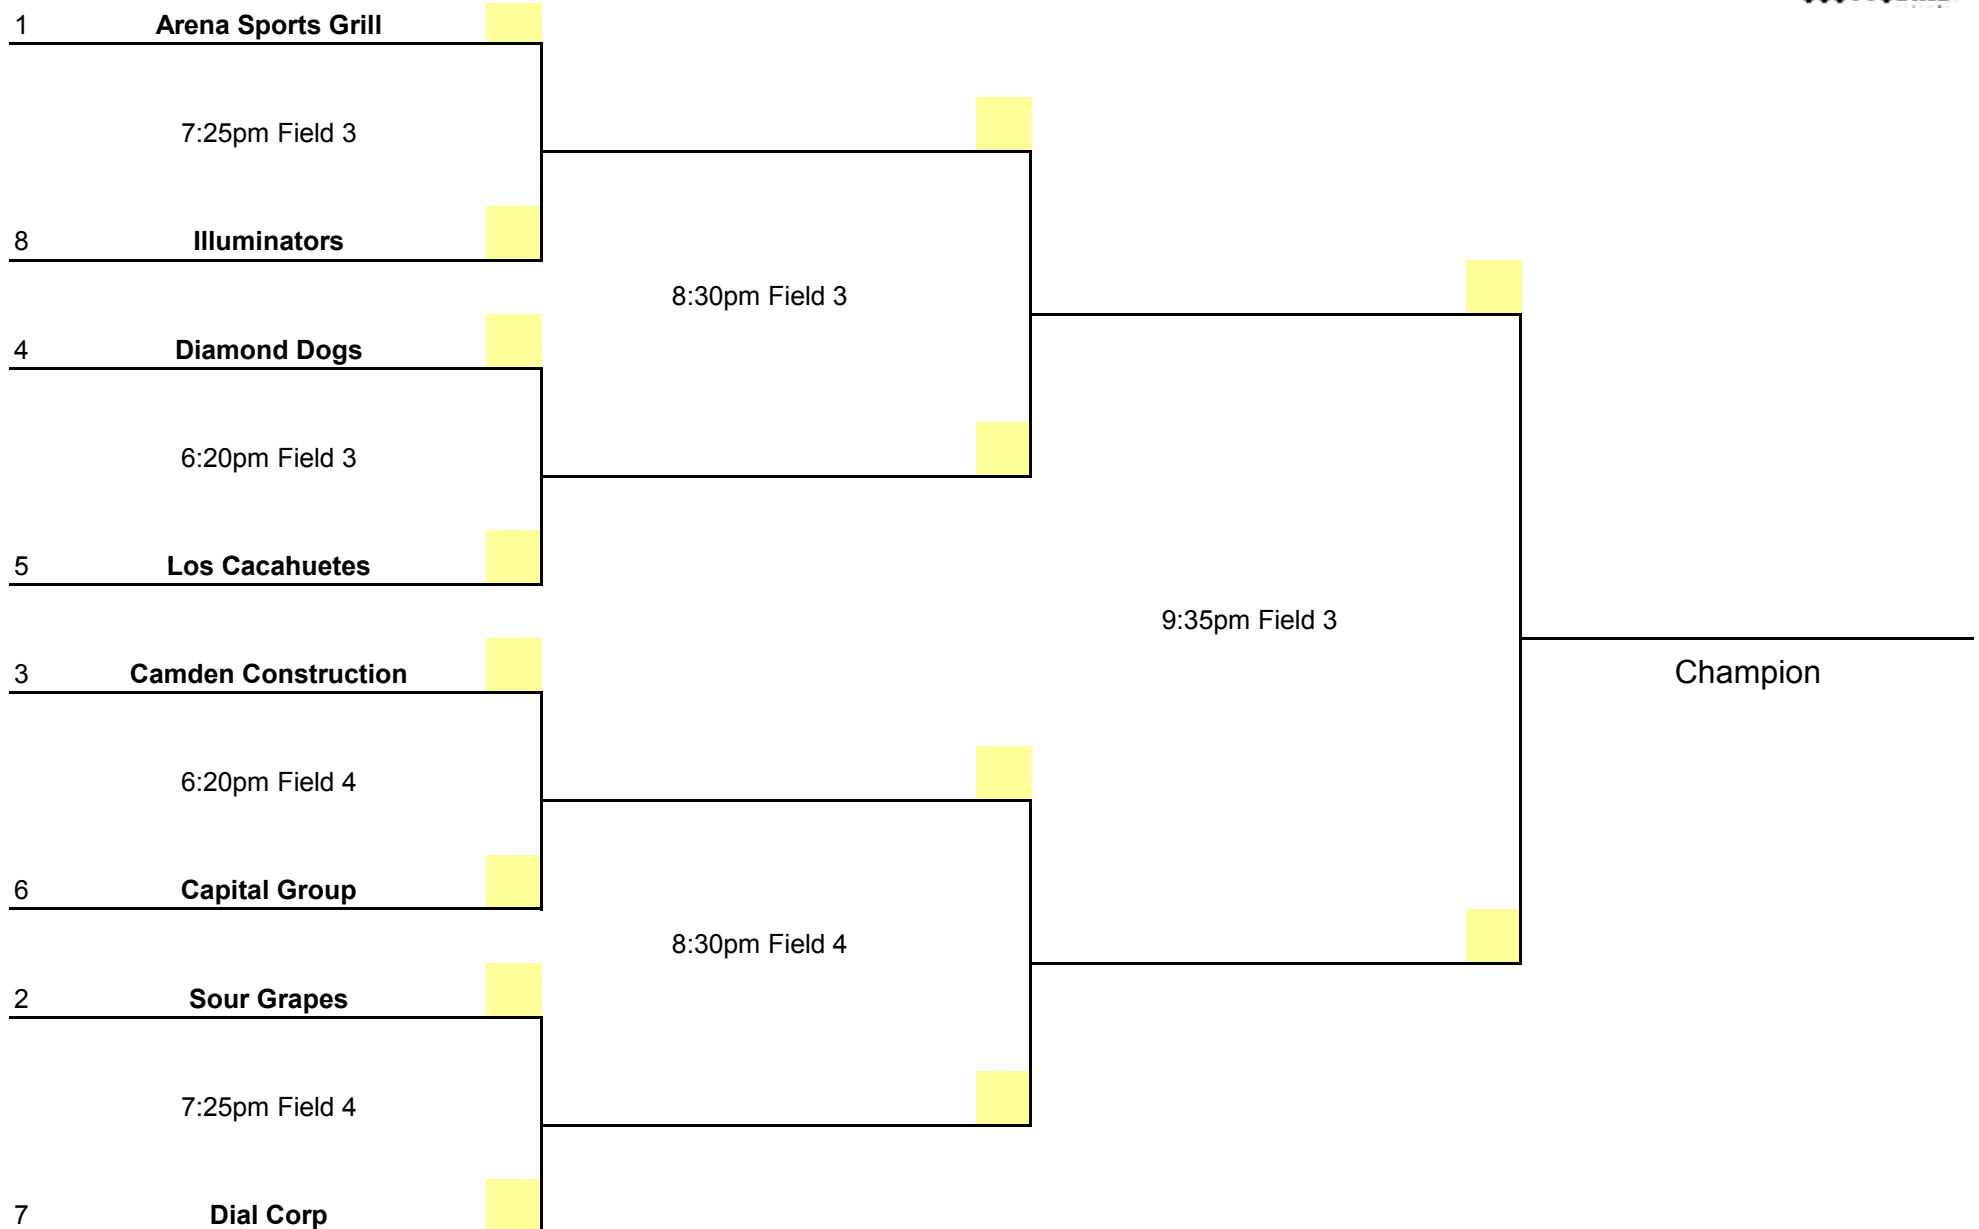 1 Arena Sports Grill
7:25pm Field 3
8 Illuminators
8:30pm Field 3
4 Diamond Dogs
6:20pm Field 3
5 Los Cacahuetes
9:35pm Field 3
3 Camden Construction
Champion
6:20pm Field 4
6 Capital Group
8:30pm Field 4
2 Sour Grapes
7:25pm Field 4
7 Dial Corp